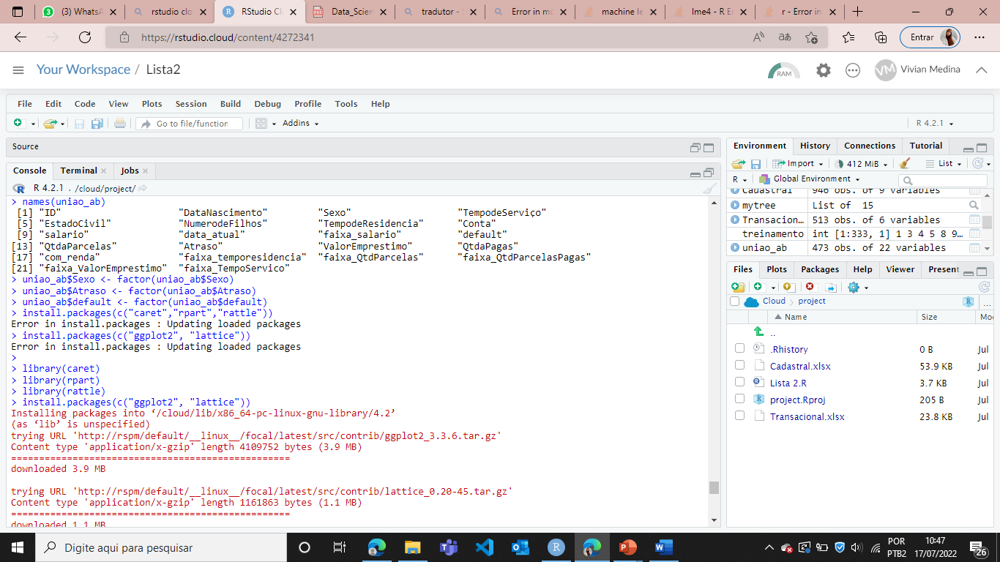 (3) WhatsA
rstudio clo
RStudio Clo
Data_Scien
tradutor -
Error in mo
machine le
lme4 - R Er
r - Error in
https://rstudio.cloud/content/4272341
Entrar
Your Workspace / Lista2
RAM
VM
Vivian Medina
File Edit Code View Plots Session Build Debug Profile Tools Help
Go to file/function
Addins
R 4.2.1
Source
Console Terminal Jobs
R 4.2.1 . /cloud/project/
> names(uniao_ab)
[1] "ID" "DataNascimento" "Sexo" "TempodeServiço"
[5] "EstadoCivil" "NumerodeFilhos" "TempodeResidencia" "Conta"
[9] "salario" "data_atual" "faixa_salario" "default"
[13] "QtdaParcelas" "Atraso" "ValorEmprestimo" "QtdaPagas"
[17] "com_renda" "faixa_temporesidencia" "faixa_QtdParcelas" "faixa_QtdParcelasPagas"
[21] "faixa_ValorEmprestimo" "faixa_TempoServico"
> uniao_ab$Sexo <- factor(uniao_ab$Sexo)
> uniao_ab$Atraso <- factor(uniao_ab$Atraso)
> uniao_ab$default <- factor(uniao_ab$default)
> install.packages(c("caret","rpart","rattle"))
Error in install.packages : Updating loaded packages
> install.packages(c("ggplot2", "lattice"))
Error in install.packages : Updating loaded packages
>
> library(caret)
> library(rpart)
> library(rattle)
> install.packages(c("ggplot2", "lattice"))
Installing packages into ‘/cloud/lib/x86_64-pc-linux-gnu-library/4.2’
(as ‘lib’ is unspecified)
trying URL 'http://rspm/default/__linux__/focal/latest/src/contrib/ggplot2_3.3.6.tar.gz'
Content type 'application/x-gzip' length 4109752 bytes (3.9 MB)
==================================================
downloaded 3.9 MB
trying URL 'http://rspm/default/__linux__/focal/latest/src/contrib/lattice_0.20-45.tar.gz'
Content type 'application/x-gzip' length 1161863 bytes (1.1 MB)
==================================================
downloaded 1.1 MB
Environment History Connections Tutorial
Import 412 MiB List
R Global Environment
Cadastral 946 obs. of 9 variables
mytree List of 15
Transacion… 513 obs. of 6 variables
treinamento int [1:333, 1] 1 3 4 5 8 9…
uniao_ab 473 obs. of 22 variables
Files Plots Packages Help Viewer Present
Cloud project
...
Name Size Mo
..
.Rhistory 0 B Jul
Cadastral.xlsx 53.9 KB Jul
Lista 2.R 3.7 KB Jul
project.Rproj 205 B Jul
Transacional.xlsx 23.8 KB Jul
Digite aqui para pesquisar
POR
PTB2
10:47
17/07/2022
26